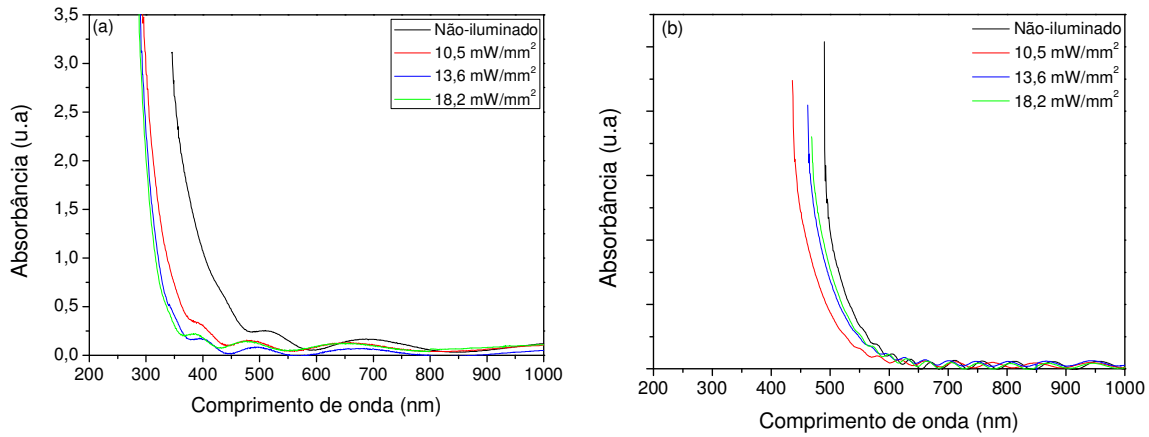 (a)
Não-iluminado
10,5 mW/mm²
13,6 mW/mm²
18,2 mW/mm²
3,5
3,0
2,5
2,0
1,5
1,0
0,5
0,0
Absorbância (u.a)
200 300 400 500 600 700 800 900 1000
Comprimento de onda (nm)
(b)
Não-iluminado
10,5 mW/mm²
13,6 mW/mm²
18,2 mW/mm²
Absorbância (u.a)
200 300 400 500 600 700 800 900 1000
Comprimento de onda (nm)